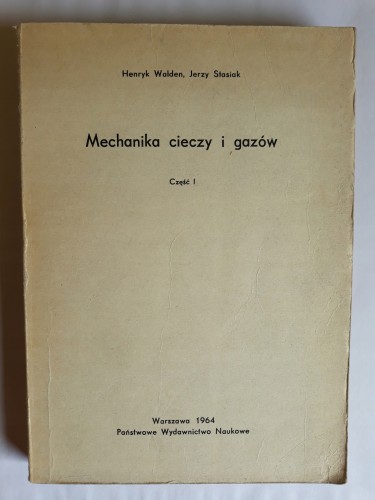 Henryk Walden, Jerzy Stasiak
Mechanika cieczy i gazów
Część I
Warszawa 1964
Państwowe Wydawnictwo Naukowe